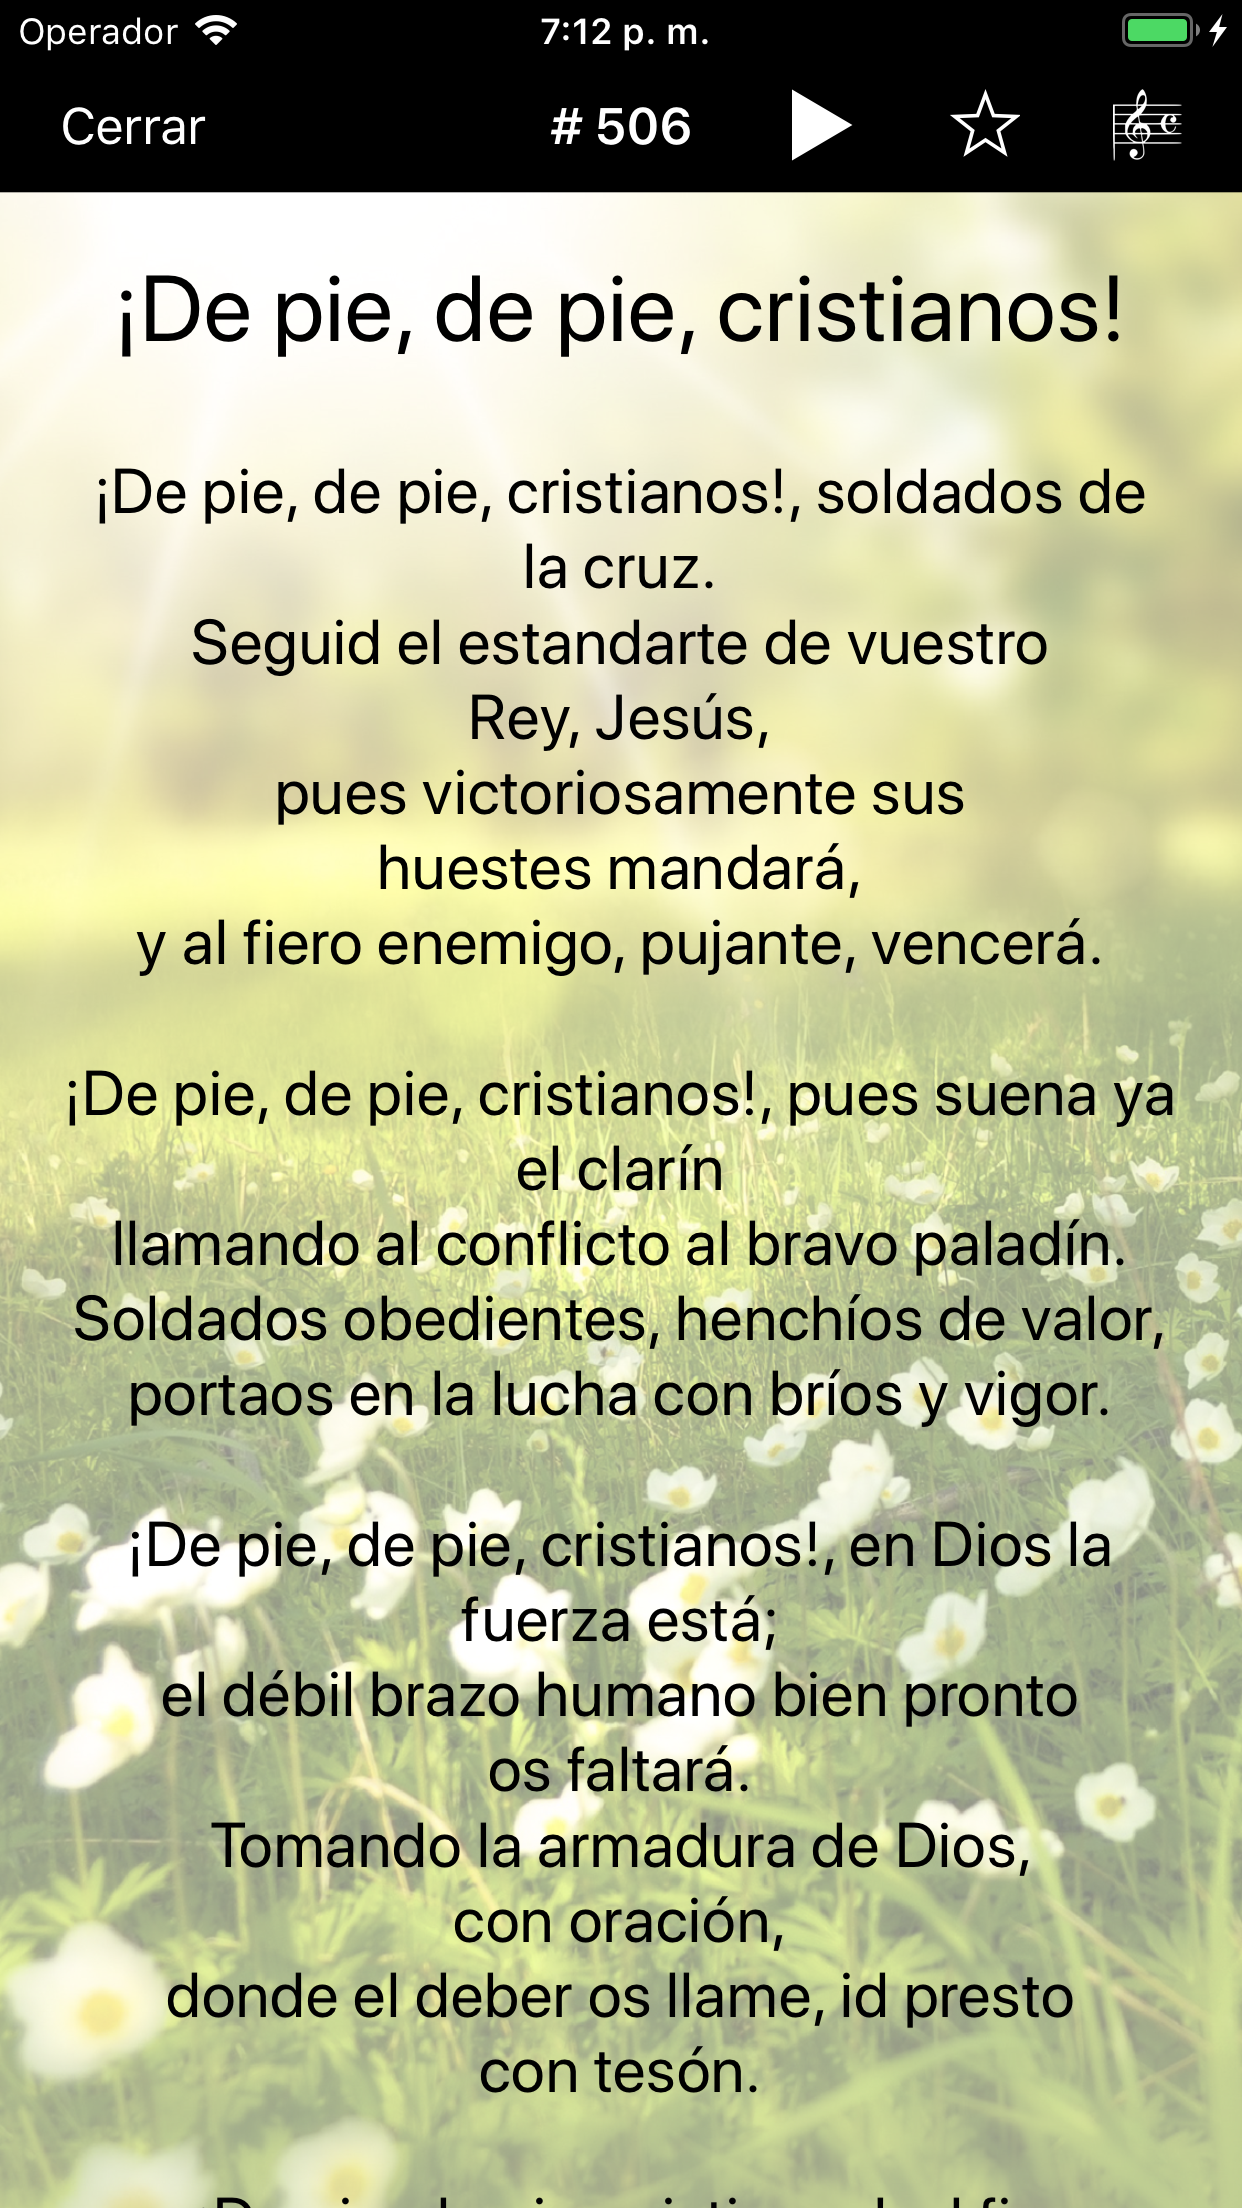 Operador
7:12 p. m.
Cerrar
# 506
¡De pie, de pie, cristianos!
¡De pie, de pie, cristianos!, soldados de
la cruz.
Seguid el estandarte de vuestro
Rey, Jesús,
pues victoriosamente sus
huestes mandará,
y al fiero enemigo, pujante, vencerá.
¡De pie, de pie, cristianos!, pues suena ya
el clarín
llamando al conflicto al bravo paladín.
Soldados obedientes, henchíos de valor,
portaos en la lucha con bríos y vigor.
¡De pie, de pie, cristianos!, en Dios la
fuerza está;
el débil brazo humano bien pronto
os faltará.
Tomando la armadura de Dios,
con oración,
donde el deber os llame, id presto
con tesón.